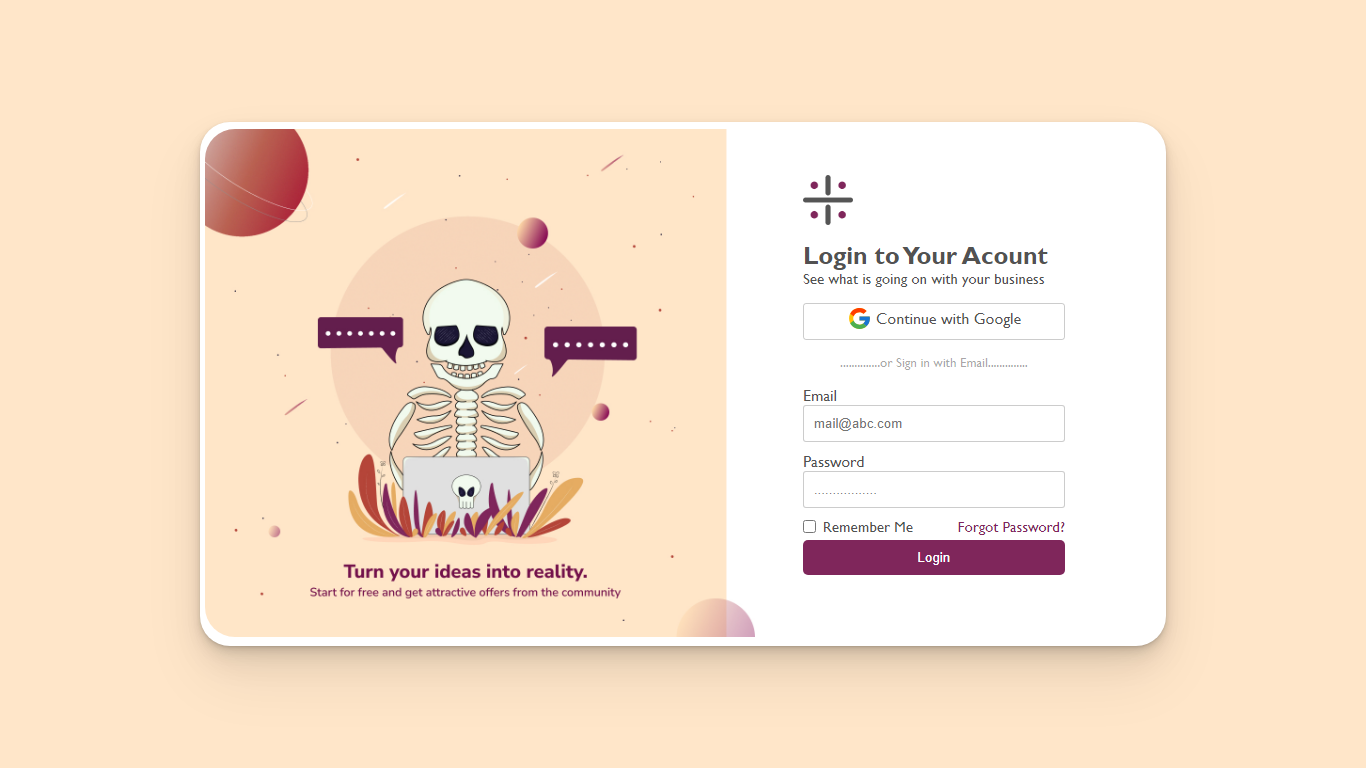 Turn your ideas into reality.
Start for free and get attractive offers from the community
Login to Your Acount
See what is going on with your business
Continue with Google
..............or Sign in with Email..............
Email
mail@abc.com
Password
.................
Remember Me
Forgot Password?
Login